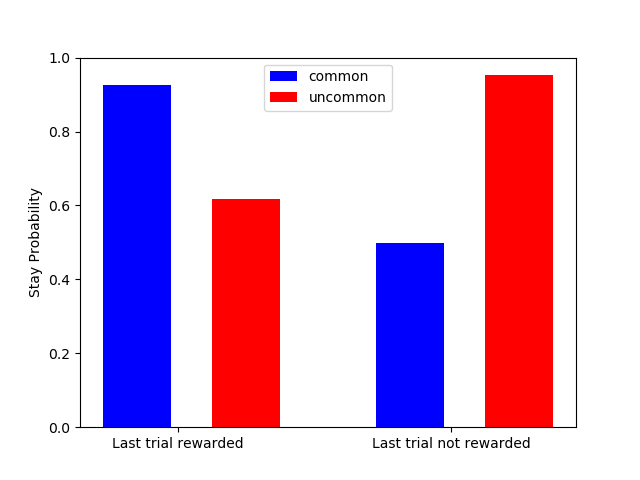 1.0
0.8
0.6
0.4
0.2
0.0
Stay Probability
common
uncommon
Last trial rewarded
Last trial not rewarded